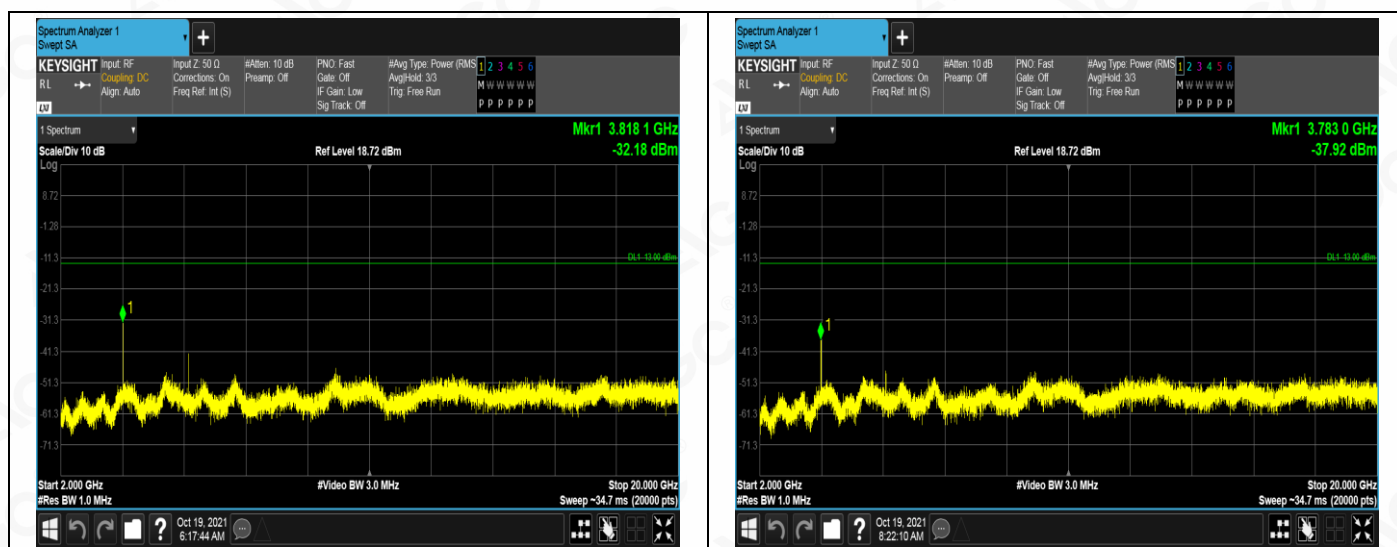 Spectrum Analyzer 1
Swept SA
+
KEYSIGHT
RL
LXI
Input: RF
Coupling: DC
Align: Auto
Input Z: 50 Ω
Corrections: On
Freq Ref: Int (S)
#Atten: 10 dB
Preamp: Off
PNO: Fast
Gate: Off
IF Gain: Low
Sig Track: Off
#Avg Type: Power (RMS
Avg|Hold: 3/3
Trig: Free Run
1 2 3 4 5 6
M W W W W W
P P P P P P
1 Spectrum
Mkr1 3.818 1 GHz
-32.18 dBm
Scale/Div 10 dB
Ref Level 18.72 dBm
Log
8.72
-1.28
-11.3
DL1 -13.00 dBm
-21.3
1
-31.3
-41.3
-51.3
-61.3
-71.3
Start 2.000 GHz
#Video BW 3.0 MHz
Stop 20.000 GHz
#Res BW 1.0 MHz
Sweep ~34.7 ms (20000 pts)
?
Oct 19, 2021
6:17:44 AM
Spectrum Analyzer 1
Swept SA
+
KEYSIGHT
RL
LXI
Input: RF
Coupling: DC
Align: Auto
Input Z: 50 Ω
Corrections: On
Freq Ref: Int (S)
#Atten: 10 dB
Preamp: Off
PNO: Fast
Gate: Off
IF Gain: Low
Sig Track: Off
#Avg Type: Power (RMS
Avg|Hold: 3/3
Trig: Free Run
1 2 3 4 5 6
M W W W W W
P P P P P P
1 Spectrum
Mkr1 3.783 0 GHz
-37.92 dBm
Scale/Div 10 dB
Ref Level 18.72 dBm
Log
8.72
-1.28
-11.3
DL1 -13.00 dBm
-21.3
1
-31.3
-41.3
-51.3
-61.3
-71.3
Start 2.000 GHz
#Video BW 3.0 MHz
Stop 20.000 GHz
#Res BW 1.0 MHz
Sweep ~34.7 ms (20000 pts)
?
Oct 19, 2021
8:22:10 AM